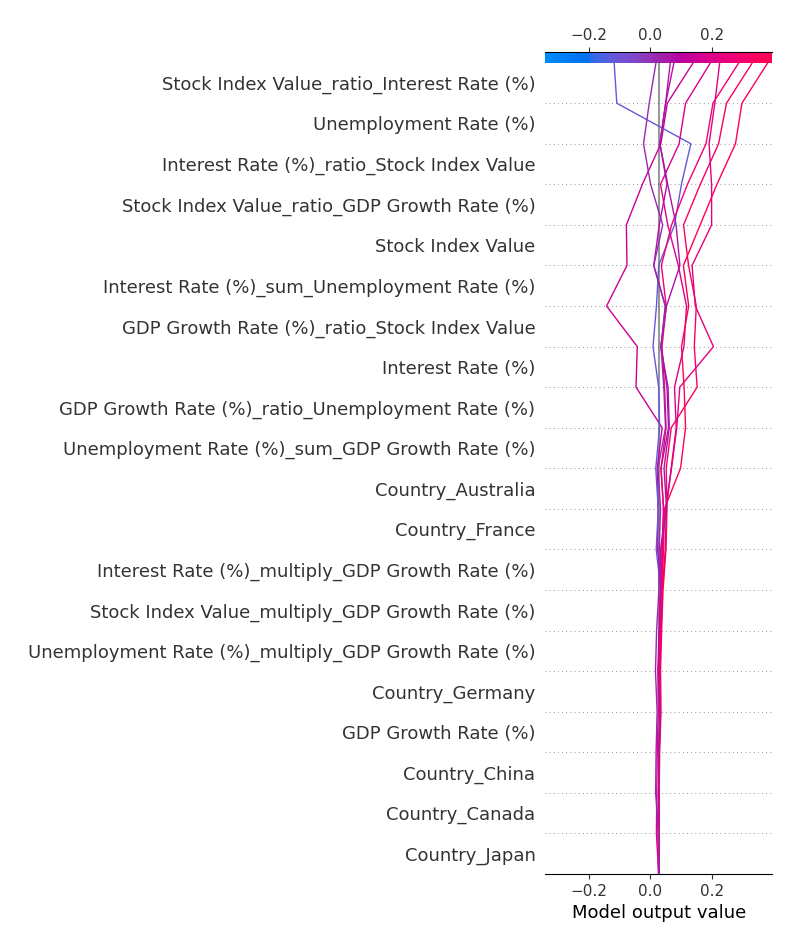 −0.2 0.0 0.2
Stock Index Value_ratio_Interest Rate (%)
Unemployment Rate (%)
Interest Rate (%)_ratio_Stock Index Value
Stock Index Value_ratio_GDP Growth Rate (%)
Stock Index Value
Interest Rate (%)_sum_Unemployment Rate (%)
GDP Growth Rate (%)_ratio_Stock Index Value
Interest Rate (%)
GDP Growth Rate (%)_ratio_Unemployment Rate (%)
Unemployment Rate (%)_sum_GDP Growth Rate (%)
Country_Australia
Country_France
Interest Rate (%)_multiply_GDP Growth Rate (%)
Stock Index Value_multiply_GDP Growth Rate (%)
Unemployment Rate (%)_multiply_GDP Growth Rate (%)
Country_Germany
GDP Growth Rate (%)
Country_China
Country_Canada
Country_Japan
−0.2 0.0 0.2
Model output value